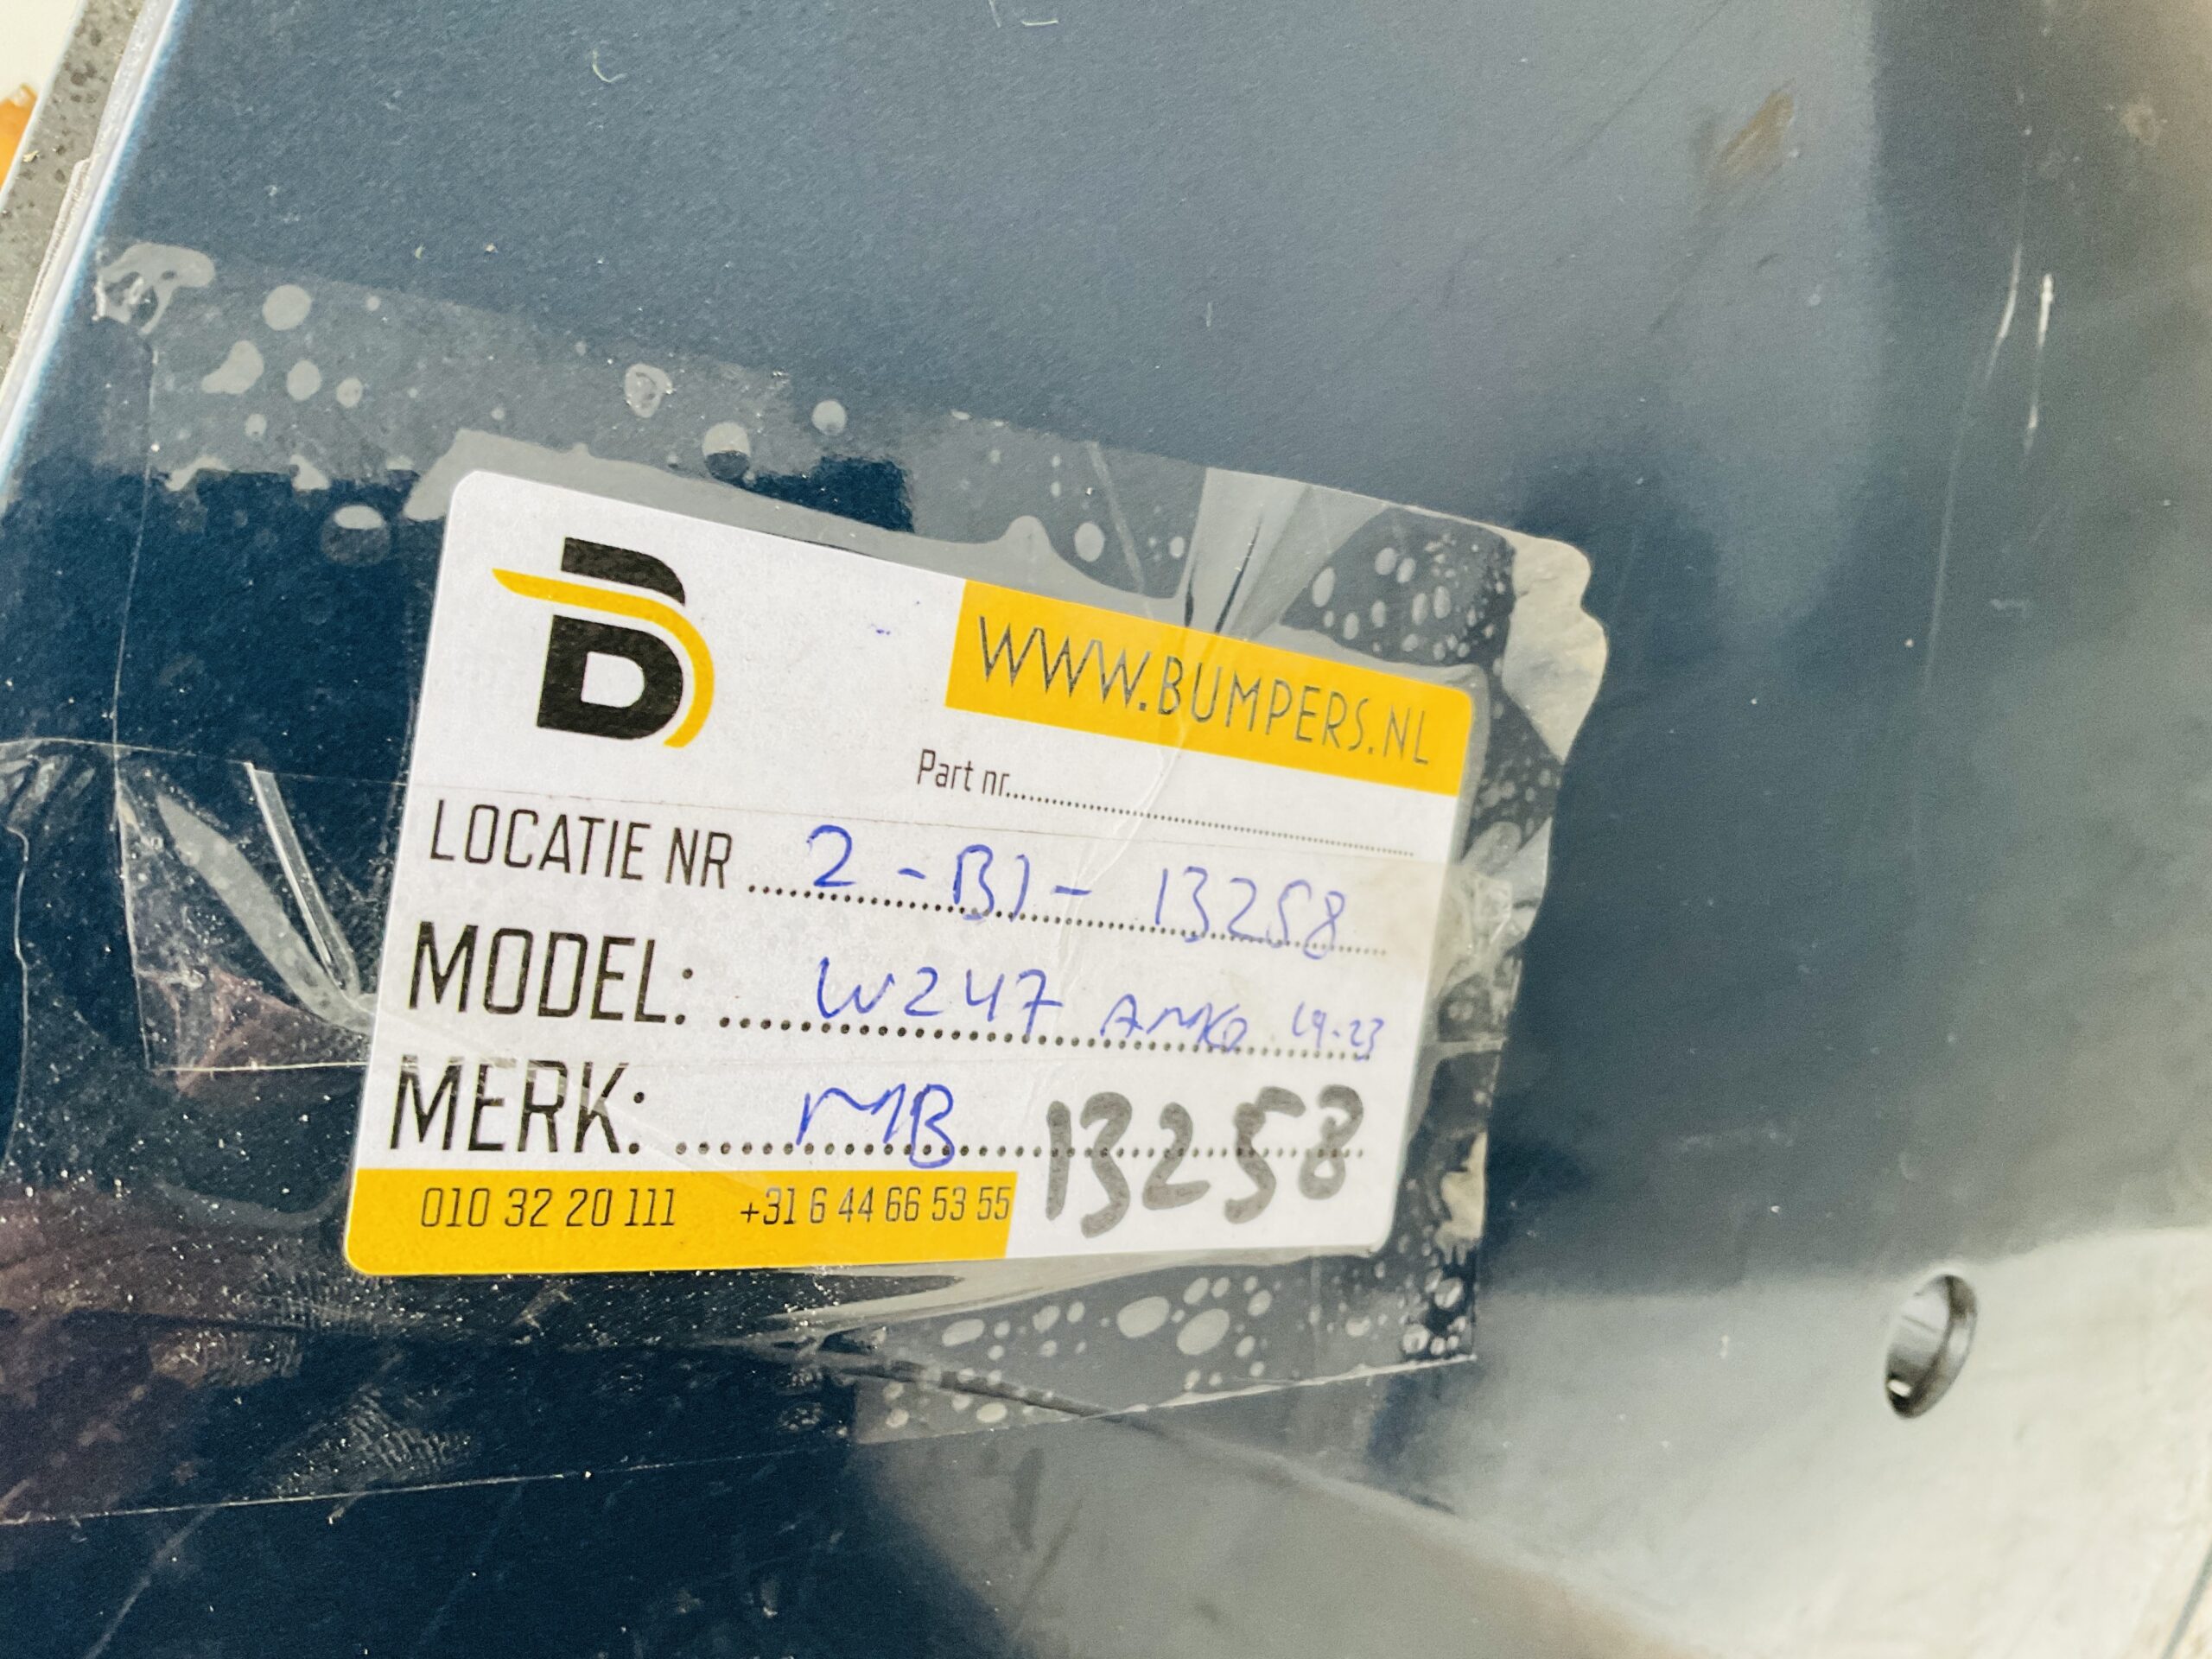 B
WWW.BUMPERS.NL
Part nr.
LOCATIE NR 2 - B1 - 13258
MODEL: W247 AMG 19-23
MERK: MB 13258
010 32 20 111 +31 6 44 66 53 55